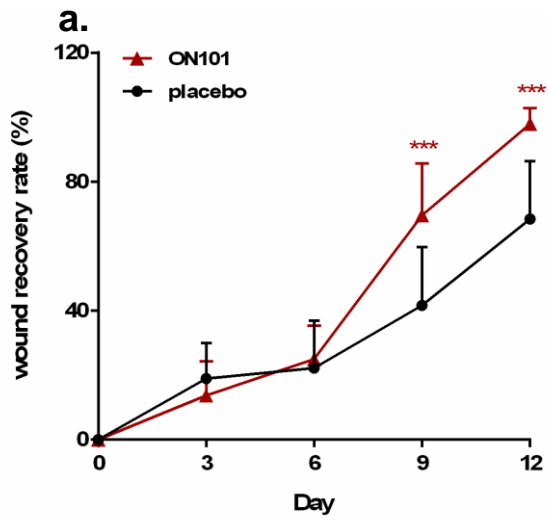 a.
120
ON101
placebo
***
***
80
wound recovery rate (%)
40
0
0 3 6 9 12
Day